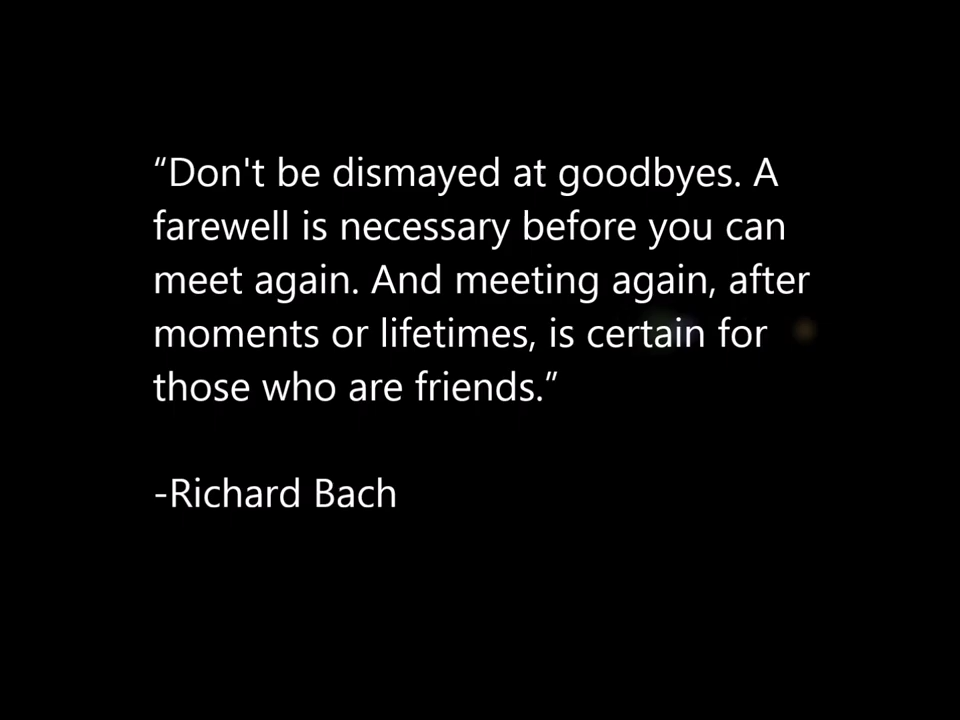 “Don't be dismayed at goodbyes. A
farewell is necessary before you can
meet again. And meeting again, after
moments or lifetimes, is certain for
those who are friends.”
-Richard Bach